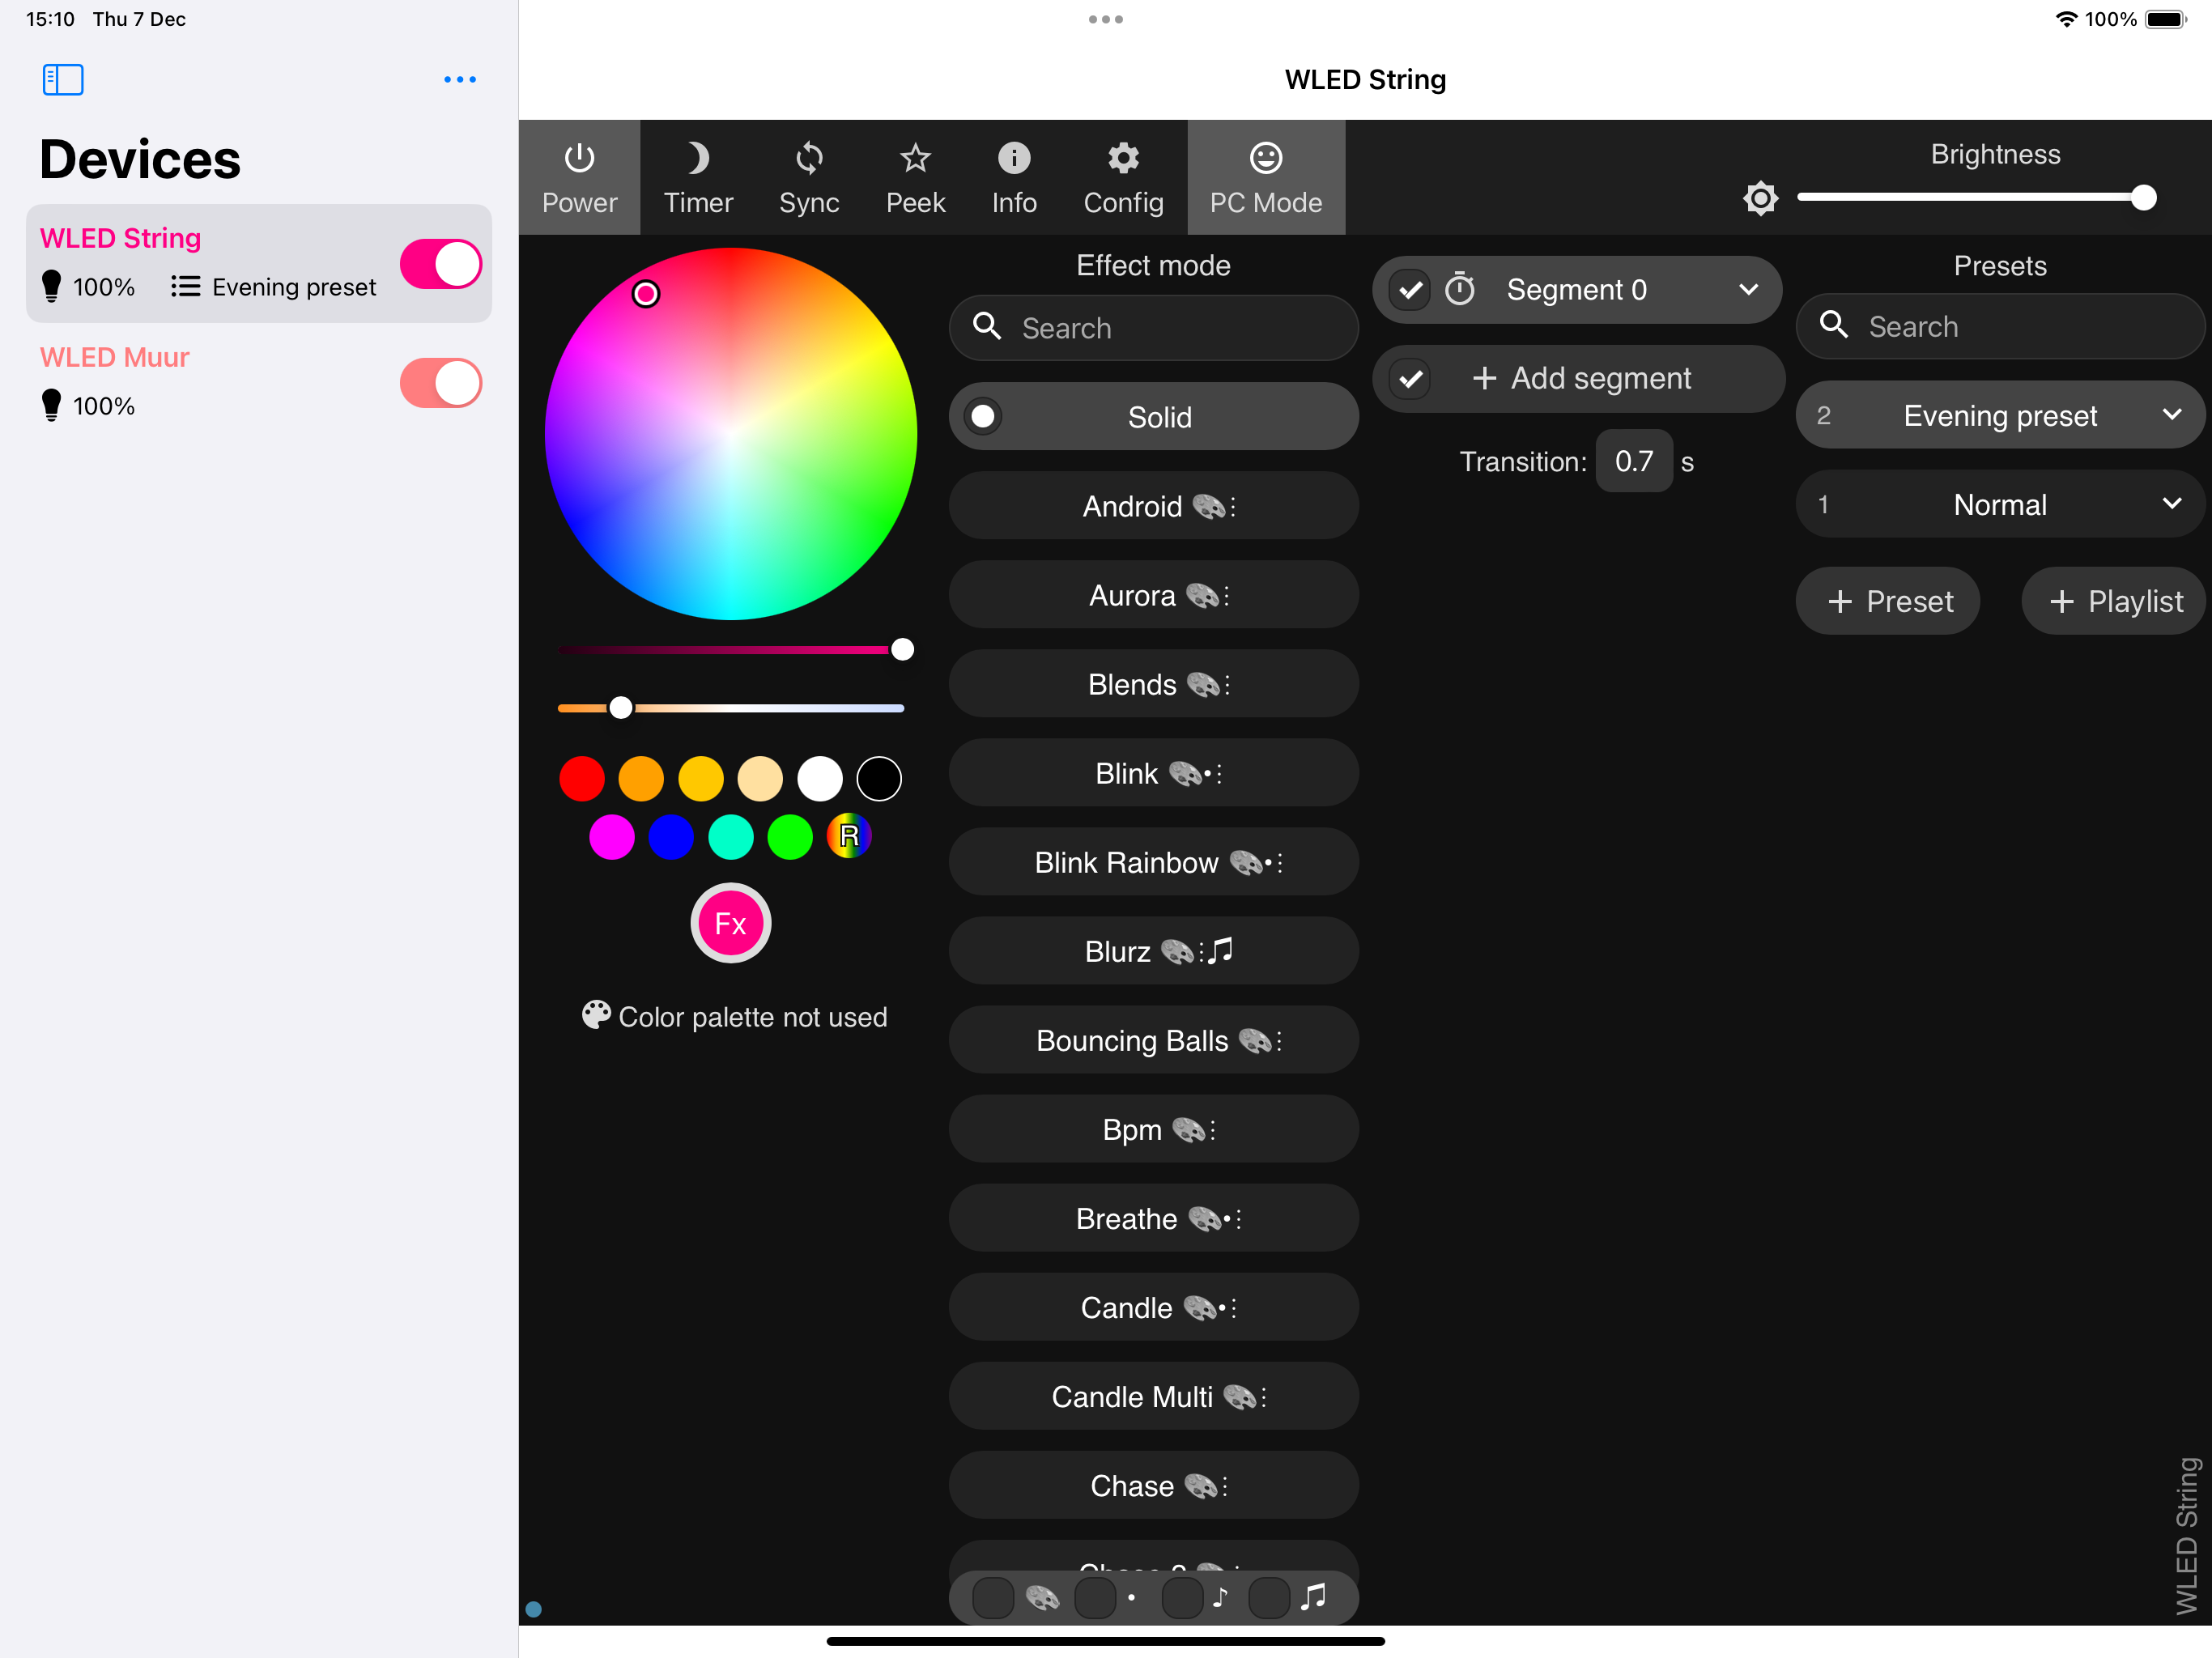 15:10 Thu 7 Dec
100%
Devices
WLED String
100% Evening preset
WLED Muur
100%
WLED String
Power
Timer
Sync
Peek
Info
Config
PC Mode
Brightness
R
Fx
Color palette not used
Effect mode
Search
Solid
Android
Aurora
Blends
Blink
Blink Rainbow
Blurz
Bouncing Balls
Bpm
Breathe
Candle
Candle Multi
Chase
Segment 0
+ Add segment
Transition: 0.7 s
Presets
Search
2 Evening preset
1 Normal
+ Preset
+ Playlist
WLED String